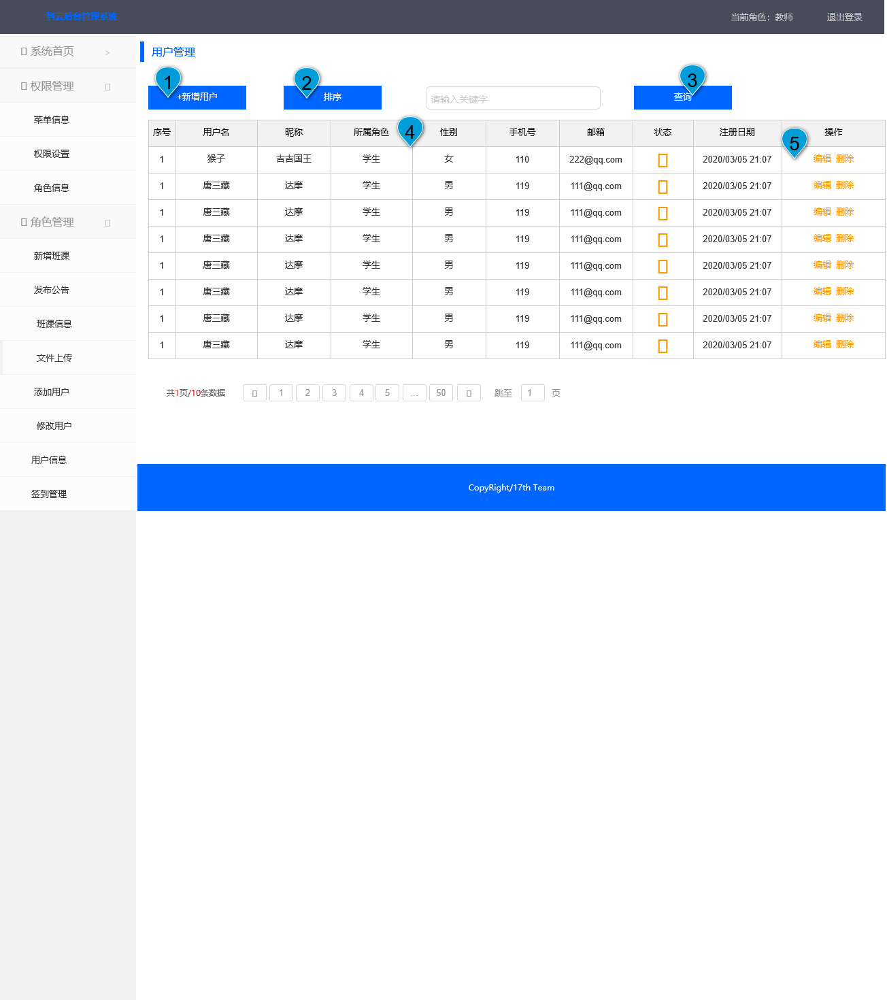 到云后台管理系统 当前角色：教师 退出登录
系统首页 >
权限管理
菜单信息
权限设置
角色信息
角色管理
新增班课
发布公告
班课信息
文件上传
添加用户
修改用户
用户信息
签到管理
用户管理
1 2 3
+新增用户 排序 请输入关键字 查询
4 5
序号 用户名 昵称 所属角色 性别 手机号 邮箱 状态 注册日期 操作
1 猴子 吉吉国王 学生 女 110 222@qq.com 2020/03/05 21:07 编辑 删除
1 唐三藏 达摩 学生 男 119 111@qq.com 2020/03/05 21:07 编辑 删除
1 唐三藏 达摩 学生 男 119 111@qq.com 2020/03/05 21:07 编辑 删除
1 唐三藏 达摩 学生 男 119 111@qq.com 2020/03/05 21:07 编辑 删除
1 唐三藏 达摩 学生 男 119 111@qq.com 2020/03/05 21:07 编辑 删除
1 唐三藏 达摩 学生 男 119 111@qq.com 2020/03/05 21:07 编辑 删除
1 唐三藏 达摩 学生 男 119 111@qq.com 2020/03/05 21:07 编辑 删除
1 唐三藏 达摩 学生 男 119 111@qq.com 2020/03/05 21:07 编辑 删除
共1页/10条数据 1 2 3 4 5 ... 50 跳至 1 页
CopyRight/17th Team